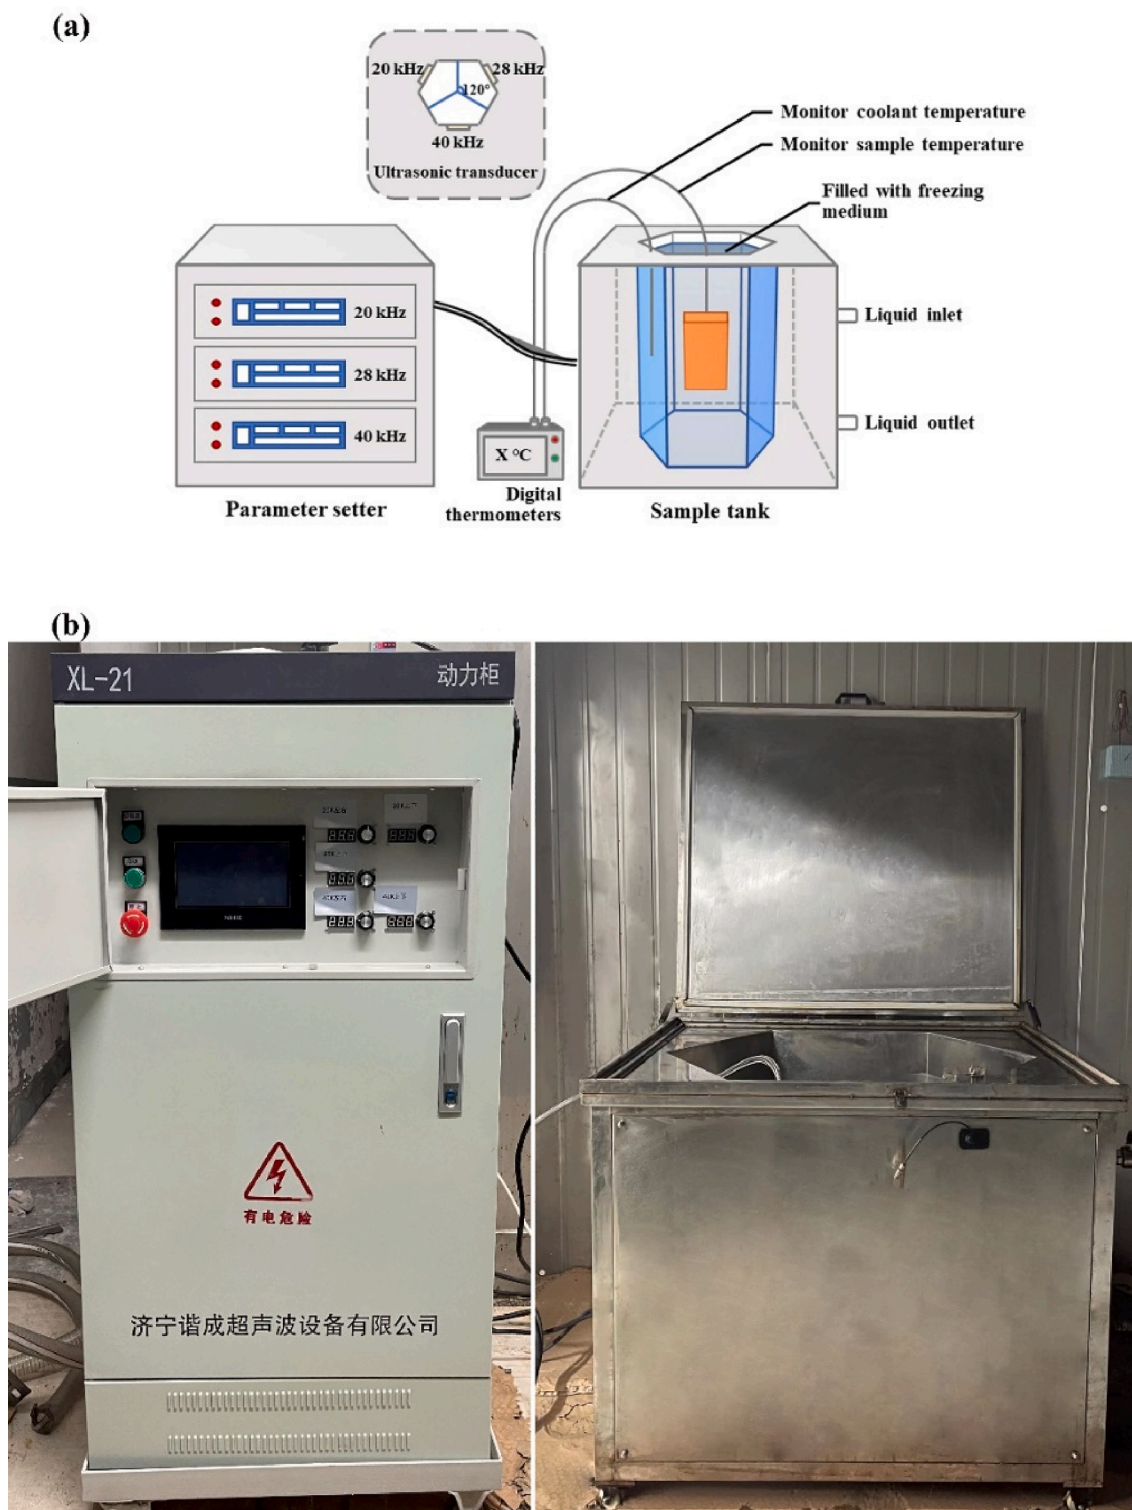 (a)
20 kHz
28 kHz
120°
40 kHz
Ultrasonic transducer
Monitor coolant temperature
Monitor sample temperature
Filled with freezing
medium
20 kHz
28 kHz
40 kHz
Liquid inlet
Liquid outlet
X °C
Parameter setter
Digital
thermometers
Sample tank
(b)
XL-21
动力柜
有电危险
济宁谐成超声波设备有限公司